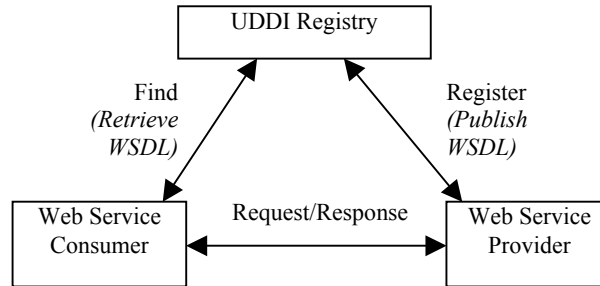 UDDI Registry
Find
(Retrieve
WSDL)
Register
(Publish
WSDL)
Request/Response
Web Service
Consumer
Web Service
Provider